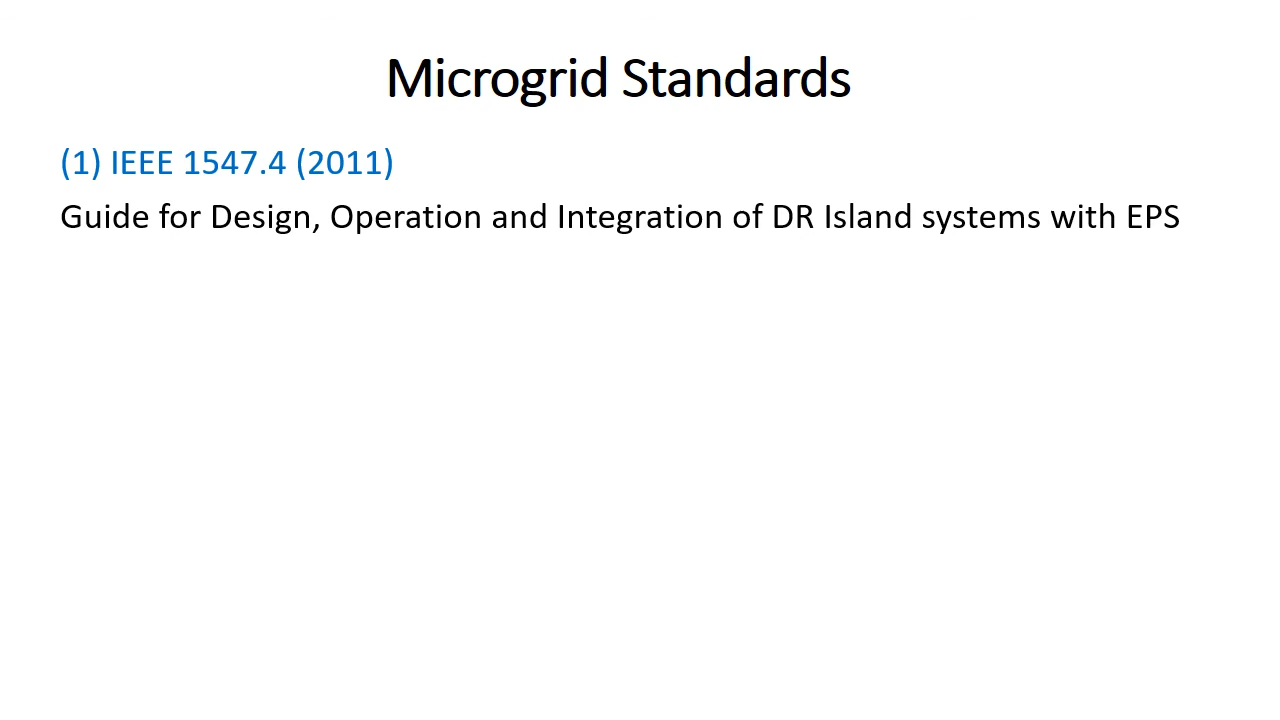 Microgrid Standards
(1) IEEE 1547.4 (2011)
Guide for Design, Operation and Integration of DR Island systems with EPS